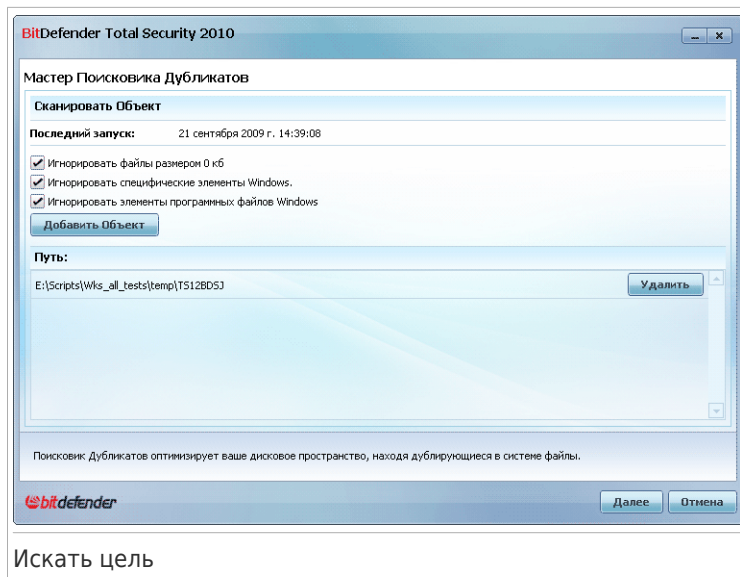 BitDefender Total Security 2010
Мастер Поисковика Дубликатов
Сканировать Объект
Последний запуск: 21 сентября 2009 г. 14:39:08
Игнорировать файлы размером 0 кб
Игнорировать специфические элементы Windows.
Игнорировать элементы программных файлов Windows
Добавить Объект
Путь:
E:\Scripts\Wks_all_tests\temp\TS12BDSJ
Удалить
Поисковик Дубликатов оптимизирует ваше дисковое пространство, находя дублирующиеся в системе файлы.
bitdefender
Далее
Отмена
Искать цель